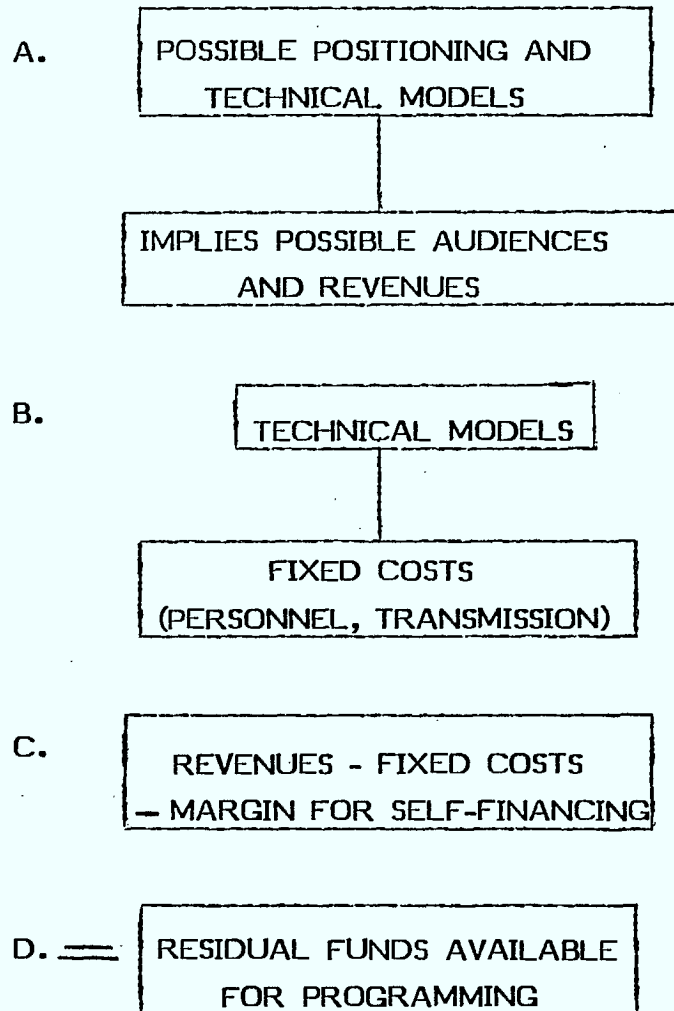 A. POSSIBLE POSITIONING AND
TECHNICAL MODELS
IMPLIES POSSIBLE AUDIENCES
AND REVENUES
B. TECHNICAL MODELS
FIXED COSTS
(PERSONNEL, TRANSMISSION)
C. REVENUES - FIXED COSTS
- MARGIN FOR SELF-FINANCING
D. = RESIDUAL FUNDS AVAILABLE
FOR PROGRAMMING